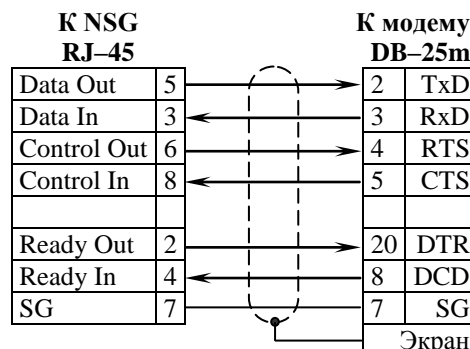 К NSG К модему
RJ–45 DB–25m
Data Out 5 2 TxD
Data In 3 3 RxD
Control Out 6 4 RTS
Control In 8 5 CTS
Ready Out 2 20 DTR
Ready In 4 8 DCD
SG 7 7 SG
Экран